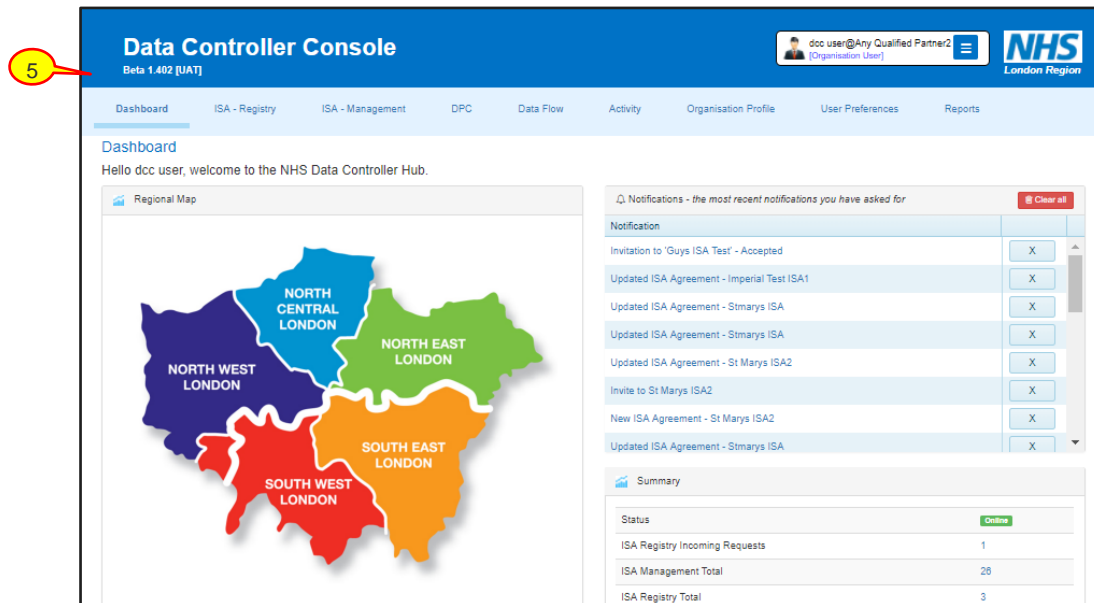 5
Data Controller Console
Beta 1.402 [UAT]
dcc user@Any Qualified Partner2
[Organisation User]
NHS
London Region
Dashboard ISA - Registry ISA - Management DPC Data Flow Activity Organisation Profile User Preferences Reports
Dashboard
Hello dcc user, welcome to the NHS Data Controller Hub.
Regional Map
NORTH
CENTRAL
LONDON
NORTH EAST
LONDON
NORTH WEST
LONDON
SOUTH EAST
LONDON
SOUTH WEST
LONDON
Notifications - the most recent notifications you have asked for Clear all
Notification
Invitation to 'Guys ISA Test' - Accepted X
Updated ISA Agreement - Imperial Test ISA1 X
Updated ISA Agreement - Stmarys ISA X
Updated ISA Agreement - Stmarys ISA X
Updated ISA Agreement - St Marys ISA2 X
Invite to St Marys ISA2 X
New ISA Agreement - St Marys ISA2 X
Updated ISA Agreement - Stmarys ISA X
Summary
Status Online
ISA Registry Incoming Requests 1
ISA Management Total 26
ISA Registry Total 3